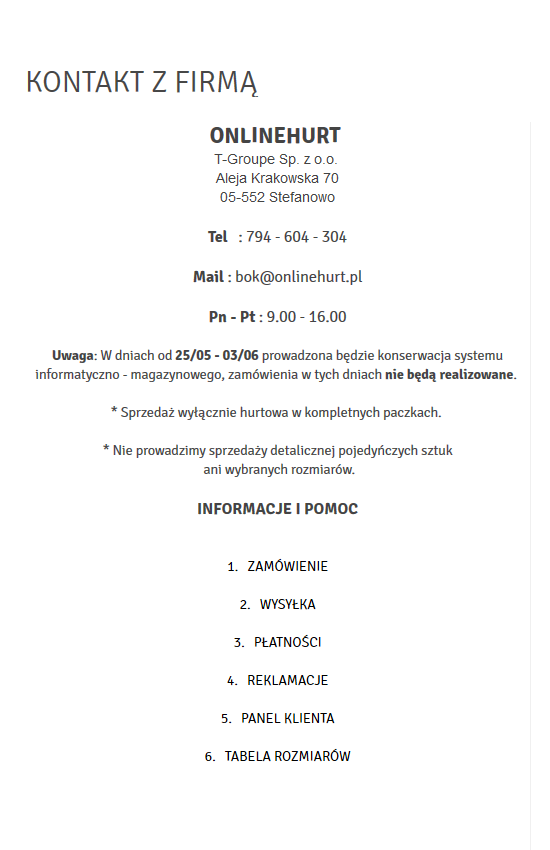 KONTAKT Z FIRMĄ
ONLINEHURT
T-Groupe Sp. z o.o.
Aleja Krakowska 70
05-552 Stefanowo
Tel : 794 - 604 - 304
Mail : bok@onlinehurt.pl
Pn - Pt : 9.00 - 16.00
Uwaga: W dniach od 25/05 - 03/06 prowadzona będzie konserwacja systemu
informatyczno - magazynowego, zamówienia w tych dniach nie będą realizowane.
* Sprzedaż wyłącznie hurtowa w kompletnych paczkach.
* Nie prowadzimy sprzedaży detalicznej pojedyńczych sztuk
ani wybranych rozmiarów.
INFORMACJE I POMOC
1. ZAMÓWIENIE
2. WYSYŁKA
3. PŁATNOŚCI
4. REKLAMACJE
5. PANEL KLIENTA
6. TABELA ROZMIARÓW